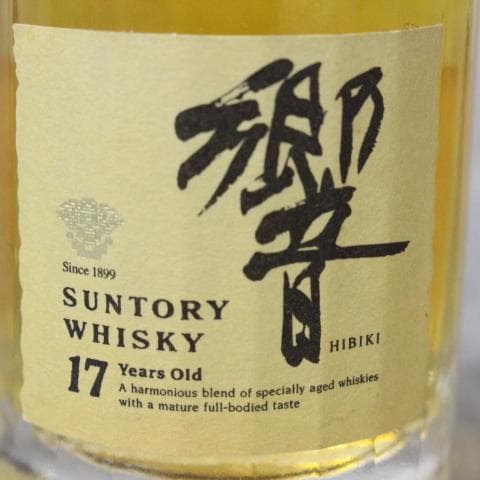 響
HIBIKI
Since 1899
SUNTORY
WHISKY
17 Years Old
A harmonious blend of specially aged whiskies
with a mature full-bodied taste